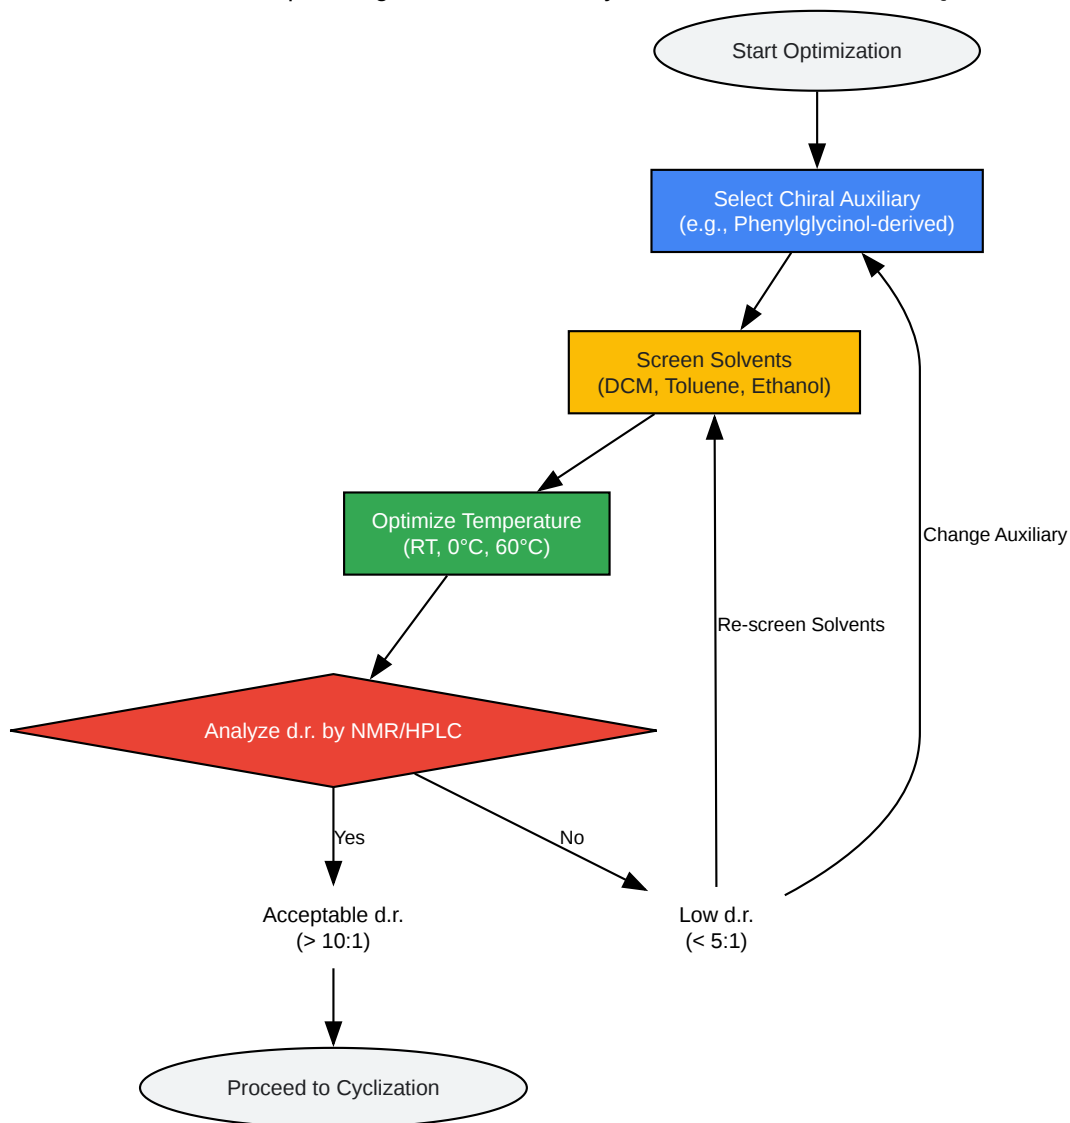 Start Optimization
Select Chiral Auxiliary
(e.g., Phenylglycinol-derived)
Screen Solvents
(DCM, Toluene, Ethanol)
Optimize Temperature
(RT, 0°C, 60°C)
Change Auxiliary
Re-screen Solvents
Analyze d.r. by NMR/HPLC
Yes
No
Acceptable d.r.
(> 10:1)
Low d.r.
(< 5:1)
Proceed to Cyclization